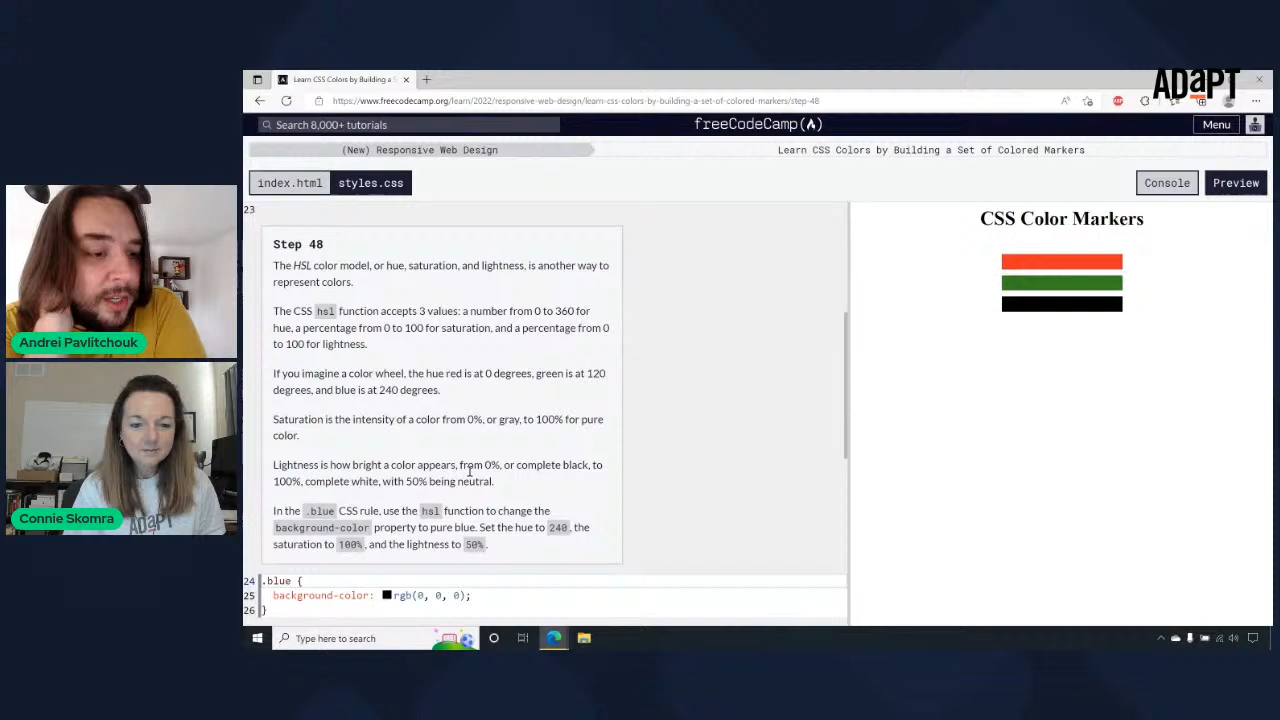 ADaPT
Learn CSS Colors by Building a S
https://www.freecodecamp.org/learn/2022/responsive-web-design/learn-css-colors-by-building-a-set-of-colored-markers/step-48
Search 8,000+ tutorials
freeCodeCamp
Menu
(New) Responsive Web Design
Learn CSS Colors by Building a Set of Colored Markers
index.html
styles.css
Console
Preview
23
Step 48
The HSL color model, or hue, saturation, and lightness, is another way to
represent colors.
The CSS hsl function accepts 3 values: a number from 0 to 360 for
hue, a percentage from 0 to 100 for saturation, and a percentage from 0
to 100 for lightness.
If you imagine a color wheel, the hue red is at 0 degrees, green is at 120
degrees, and blue is at 240 degrees.
Saturation is the intensity of a color from 0%, or gray, to 100% for pure
color.
Lightness is how bright a color appears, from 0%, or complete black, to
100%, complete white, with 50% being neutral.
In the .blue CSS rule, use the hsl function to change the
background-color property to pure blue. Set the hue to 240, the
saturation to 100%, and the lightness to 50%.
24 .blue {
25 background-color: rgb(0, 0, 0);
26 }
CSS Color Markers
Andrei Pavlitchouk
Connie Skomra
ADaPT
Type here to search